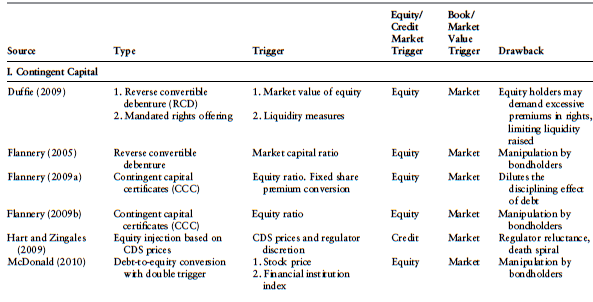 Equity/ Book/
Credit Market
Market Value
Source Type Trigger Trigger Trigger Drawback
I. Contingent Capital
Duffie (2009) 1. Reverse convertible 1. Market value of equity Equity Market Equity holders may
debenture (RCD) demand excessive
2. Mandated rights offering 2. Liquidity measures premiums in rights,
limiting liquidity
raised
Flannery (2005) Reverse convertible Market capital ratio Equity Market Manipulation by
debenture bondholders
Flannery (2009a) Contingent capital Equity ratio. Fixed share Equity Market Dilutes the
certificates (CCC) premium conversion disciplining effect
of debt
Flannery (2009b) Contingent capital Equity ratio Equity Market Manipulation by
certificates (CCC) bondholders
Hart and Zingales Equity injection based on CDS prices and regulator Credit Market Regulator reluctance,
(2009) CDS prices discretion death spiral
McDonald (2010) Debt-to-equity conversion 1. Stock price Equity Market Manipulation by
with double trigger 2. Financial institution bondholders
index